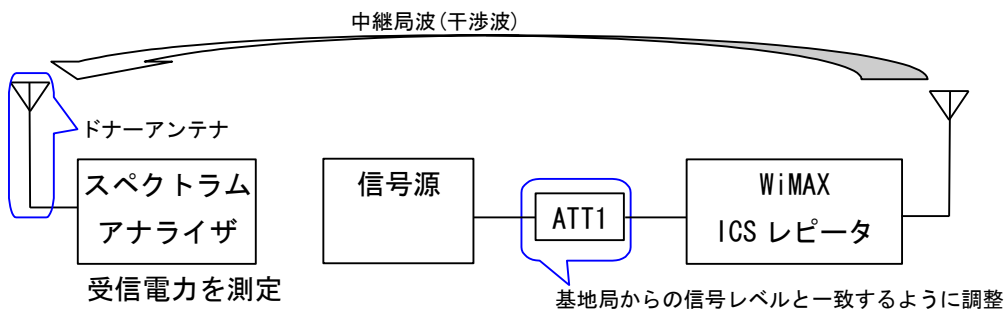 中継局波(干渉波)
ドナーアンテナ
スペクトラム
アナライザ
受信電力を測定
信号源
ATT1
WiMAX
ICS レピータ
基地局からの信号レベルと一致するように調整